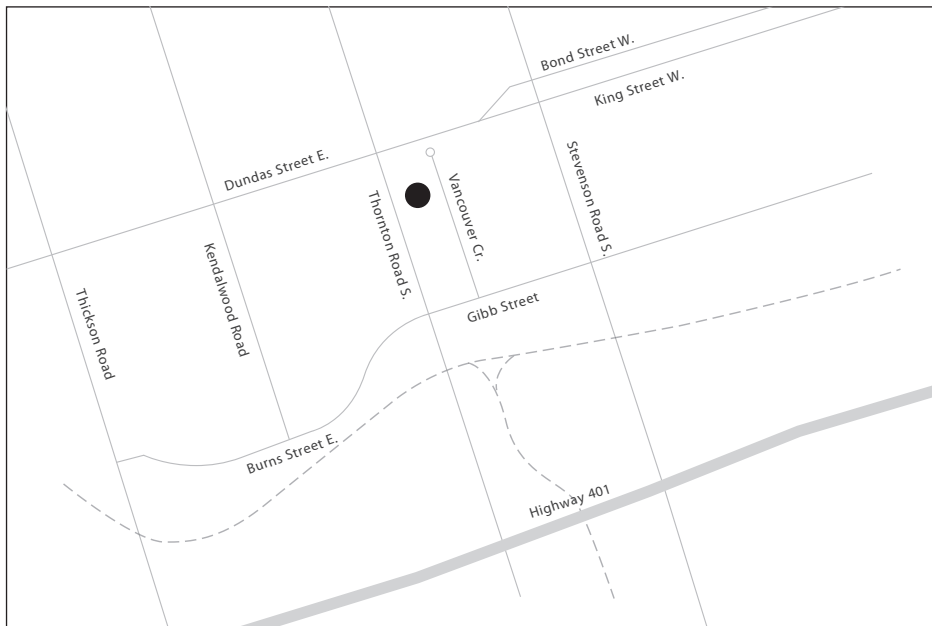 Bond Street W.
King Street W.
Dundas Street E.
Stevenson Road S.
Vancouver Cr.
Thornton Road S.
Kendalwood Road
Thickson Road
Gibb Street
Burns Street E.
Highway 401